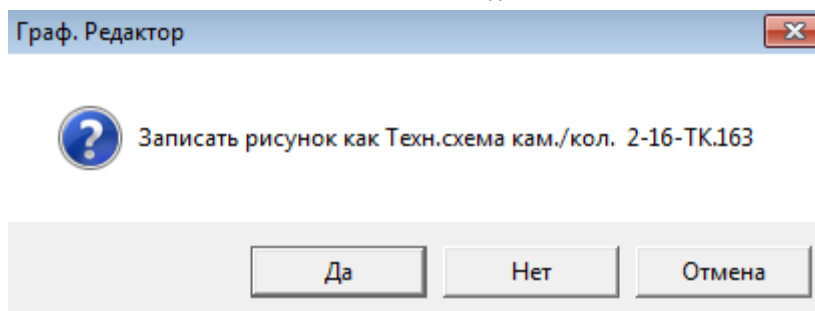 Граф. Редактор
Записать рисунок как Техн.схема кам./кол. 2-16-ТК.163
Да Нет Отмена